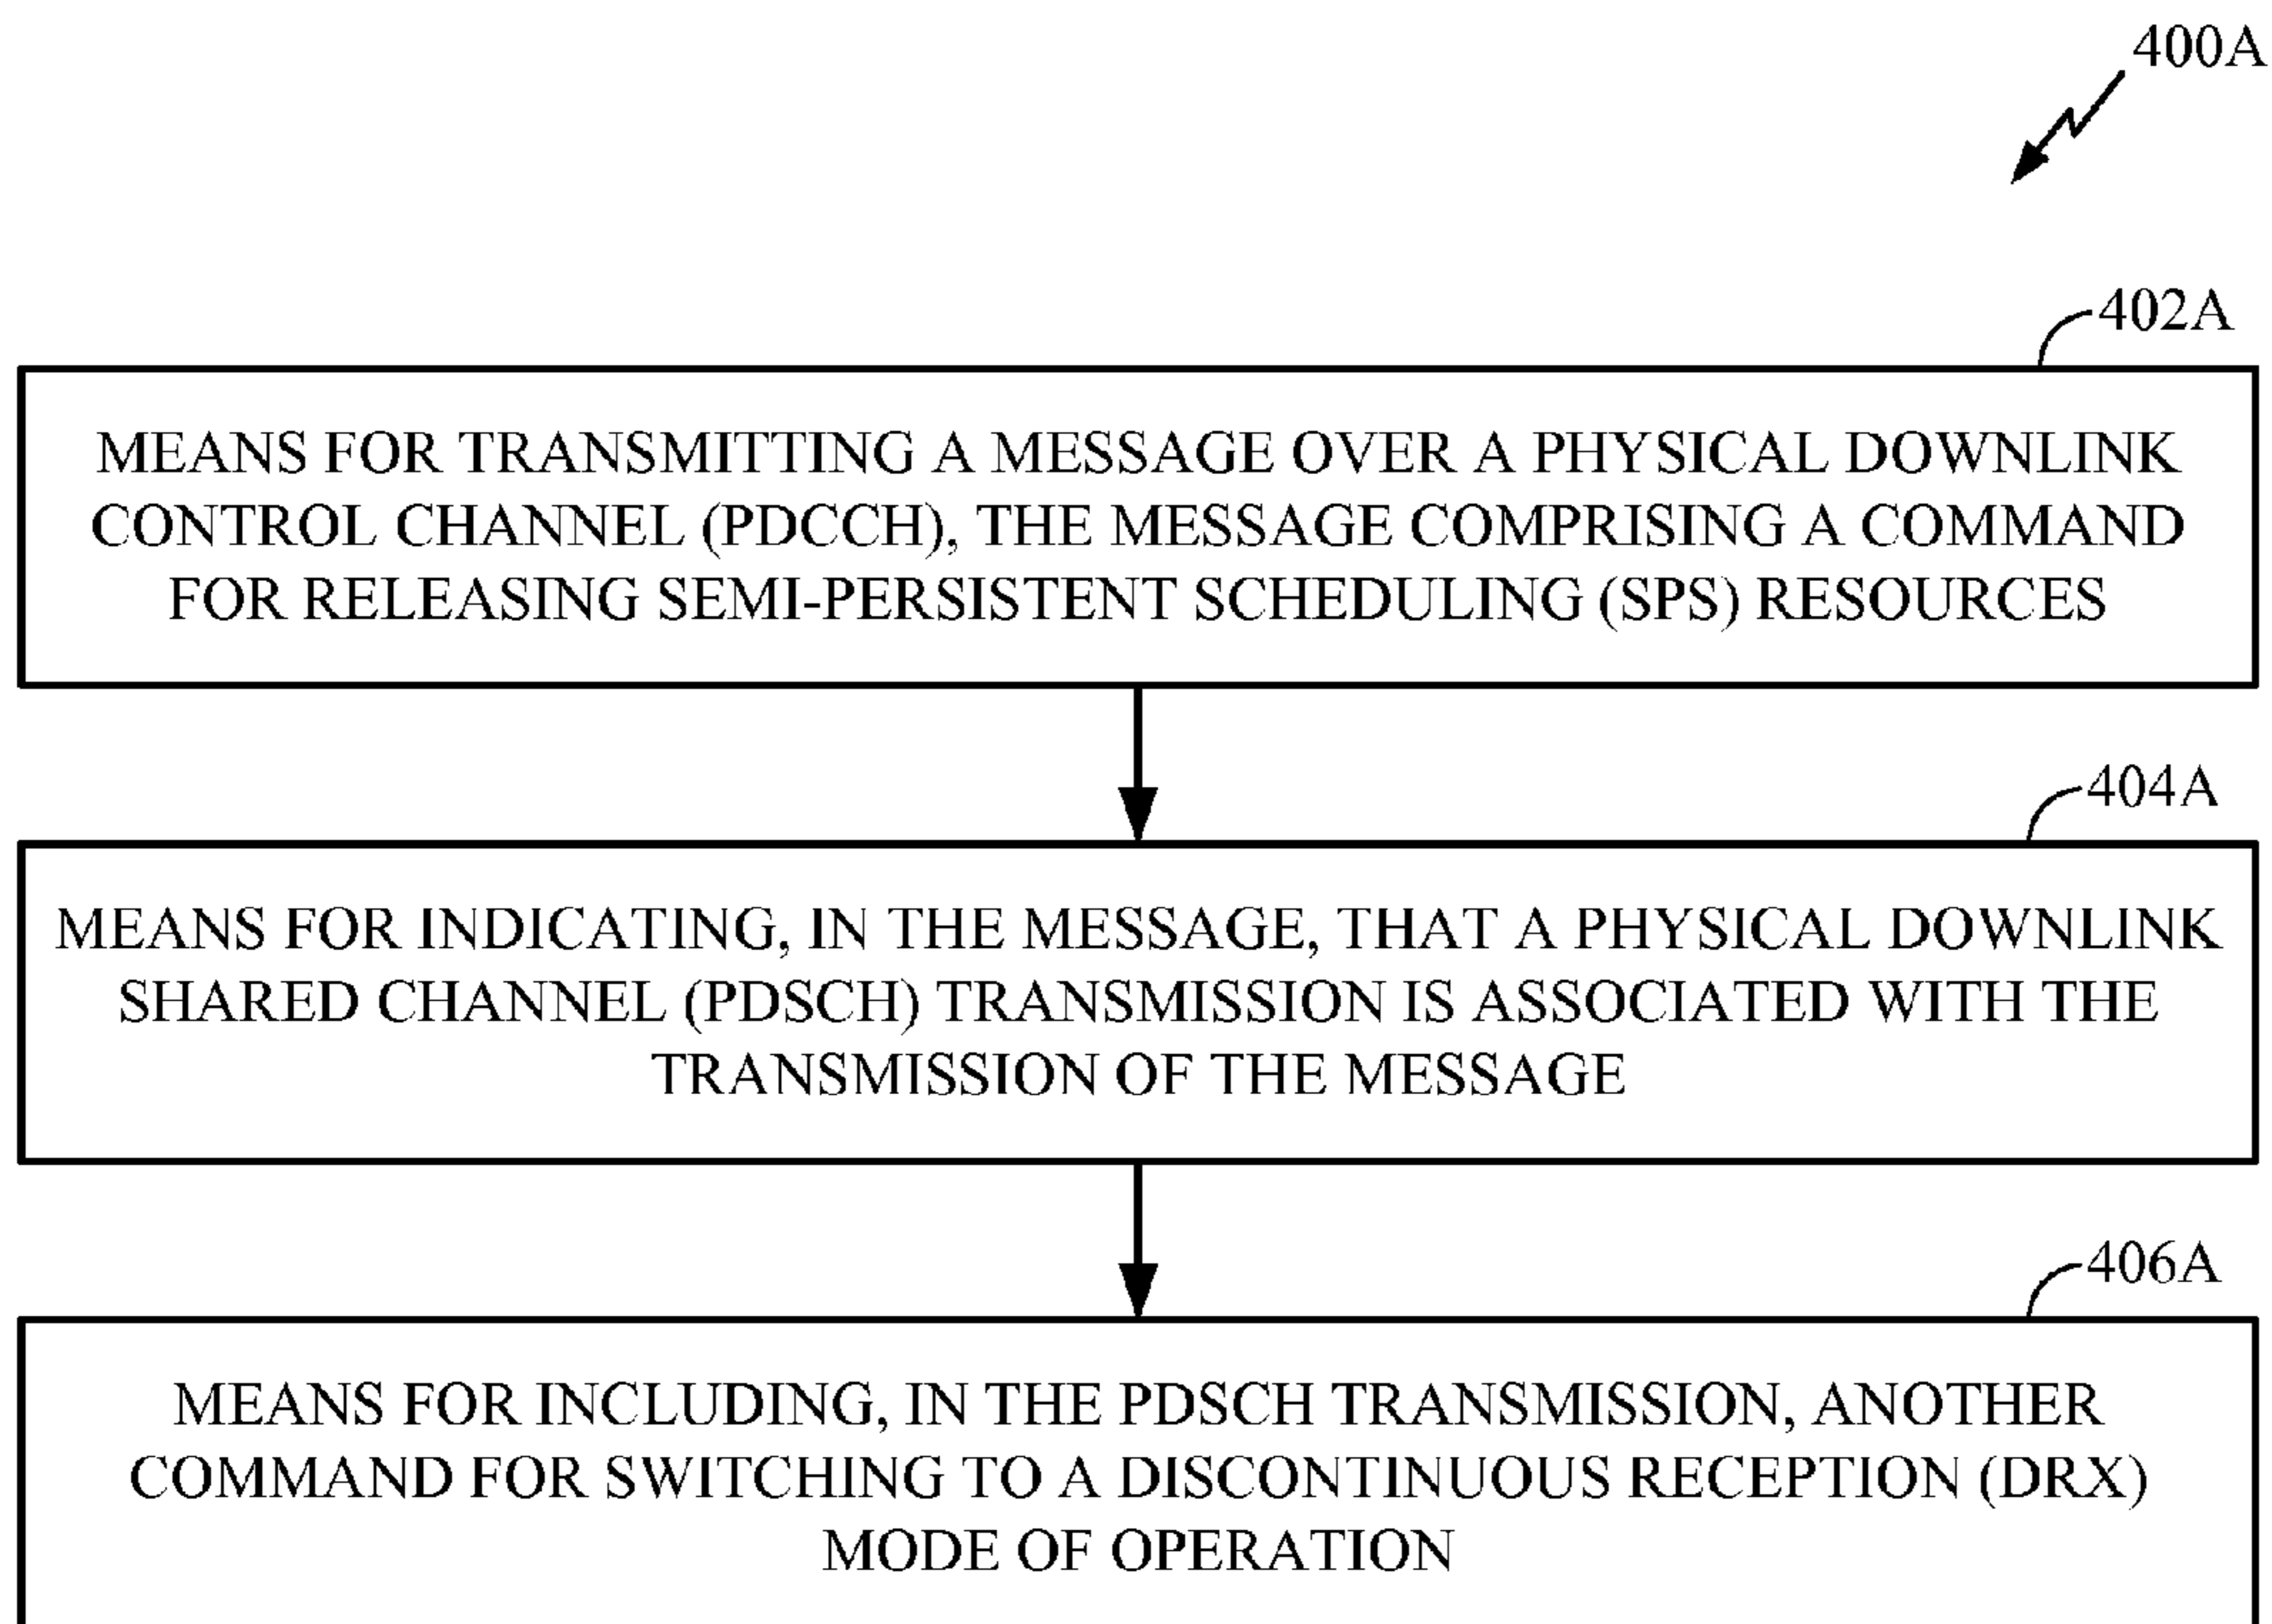 400A
402A
MEANS FOR TRANSMITTING A MESSAGE OVER A PHYSICAL DOWNLINK
CONTROL CHANNEL (PDCCH), THE MESSAGE COMPRISING A COMMAND
FOR RELEASING SEMI-PERSISTENT SCHEDULING (SPS) RESOURCES
404A
MEANS FOR INDICATING, IN THE MESSAGE, THAT A PHYSICAL DOWNLINK
SHARED CHANNEL (PDSCH) TRANSMISSION IS ASSOCIATED WITH THE
TRANSMISSION OF THE MESSAGE
406A
MEANS FOR INCLUDING, IN THE PDSCH TRANSMISSION, ANOTHER
COMMAND FOR SWITCHING TO A DISCONTINUOUS RECEPTION (DRX)
MODE OF OPERATION